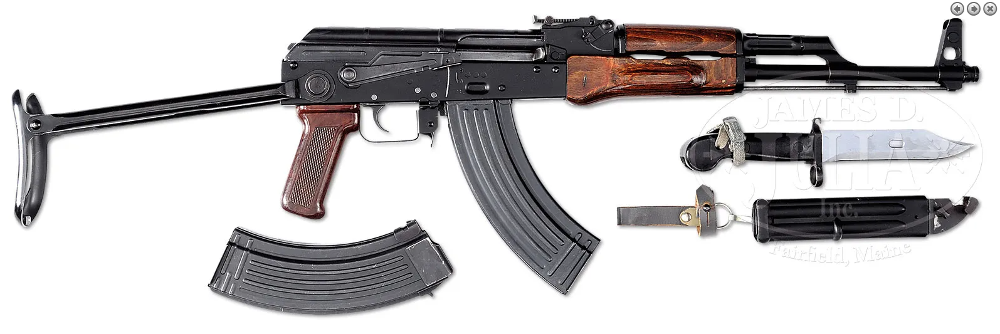 JAMES D.
JULIA
Inc.
Fairfield, Maine